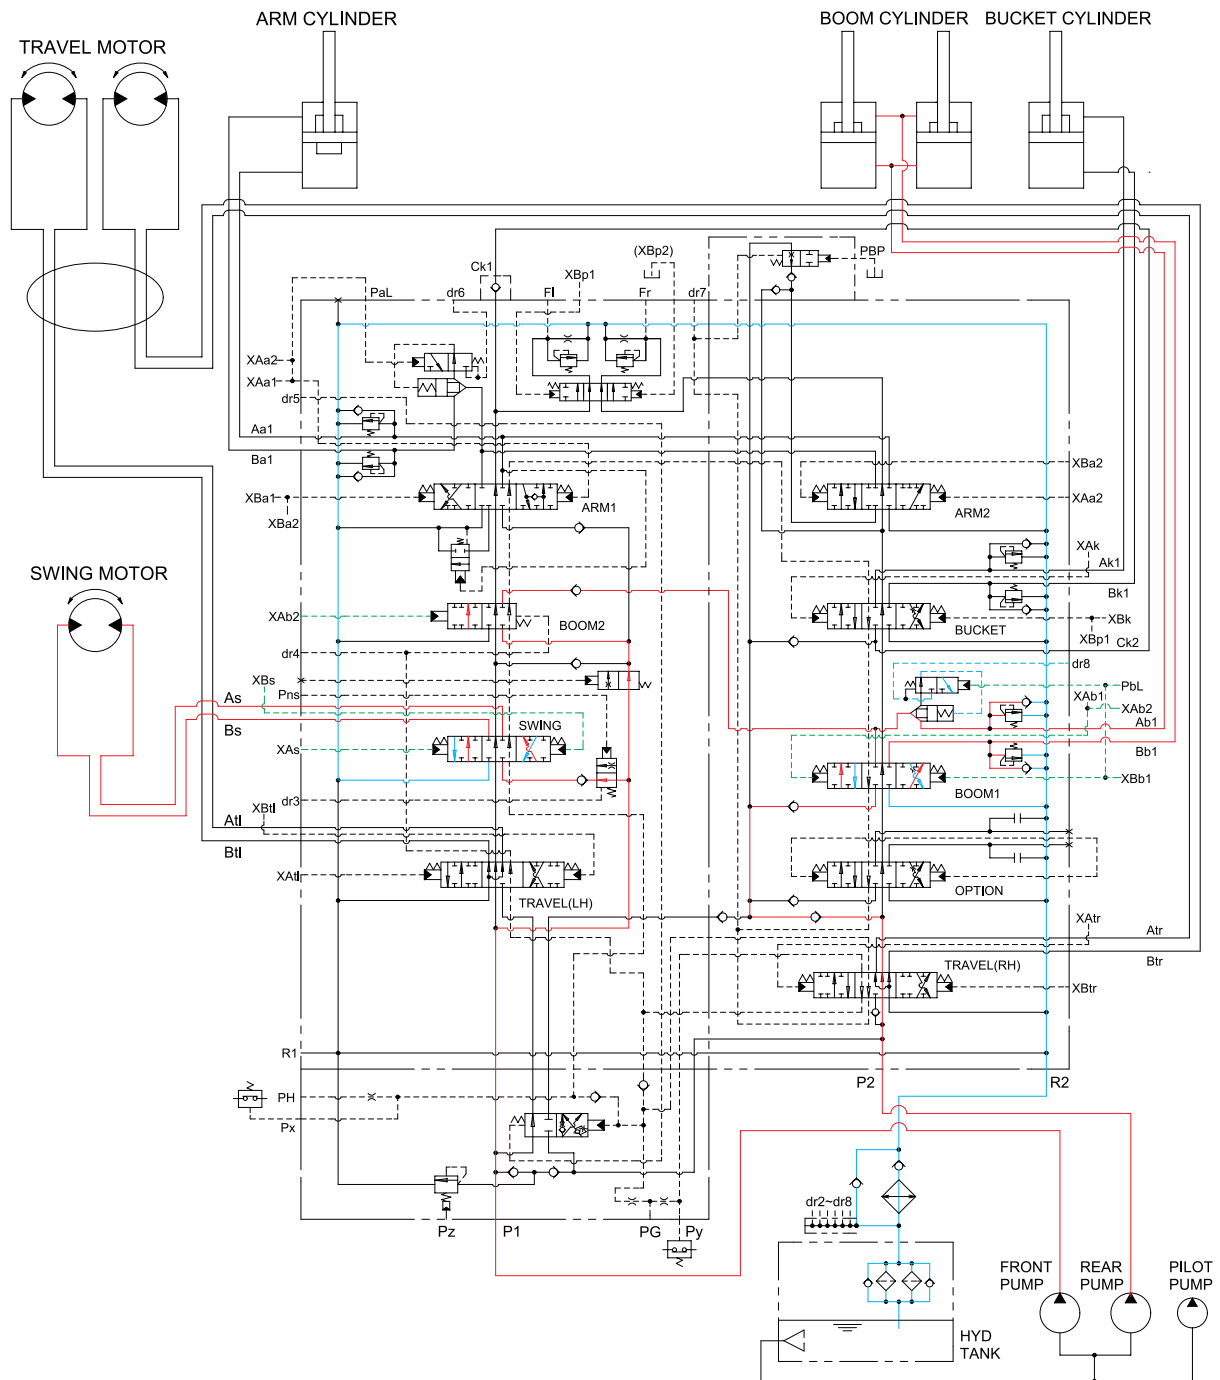 ARM CYLINDER
BOOM CYLINDER
BUCKET CYLINDER
TRAVEL MOTOR
(XBp2)
PBP
Ck1
XBp1
PaL
dr6
Fl
Fr
dr7
XAa2
XAa1
dr5
Aa1
Ba1
XBa2
XBa1
XAa2
XBa2
ARM1
ARM2
XAk
Ak1
Bk1
SWING MOTOR
XAb2
BOOM2
BUCKET
XBk
XBp1
Ck2
dr4
dr8
XBs
Pns
PbL
XAb1
XAb2
As
Bs
SWING
Ab1
XAs
Bb1
XBb1
BOOM1
dr3
XBtl
Atl
Btl
XAtl
OPTION
TRAVEL(LH)
XAtr
Atr
TRAVEL(RH)
Btr
XBtr
R1
P2
R2
PH
Px
dr2~dr8
Pz
P1
PG
Py
FRONT
PUMP
REAR
PUMP
PILOT
PUMP
HYD
TANK